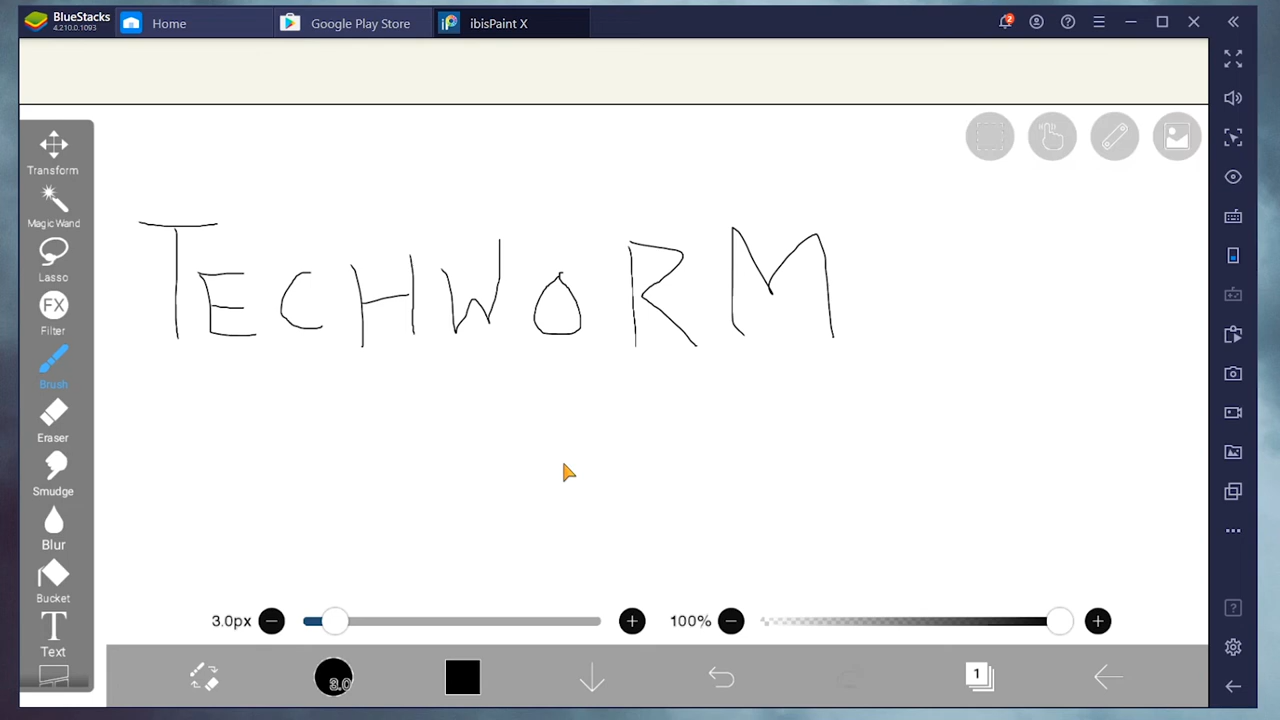 BlueStacks
4.210.0.1093
Home
Google Play Store
ibisPaint X
2
Transform
Magic Wand
Lasso
FX
Filter
Brush
Eraser
Smudge
Blur
Bucket
T
Text
TECHWORM
3.0px
100%
3.0
1